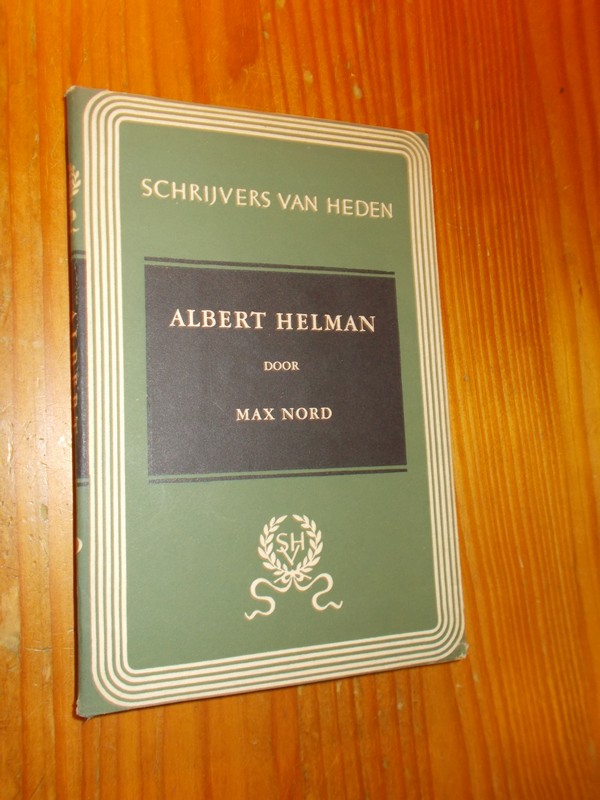 SCHRIJVERS VAN HEDEN
ALBERT HELMAN
DOOR
MAX NORD
SHV